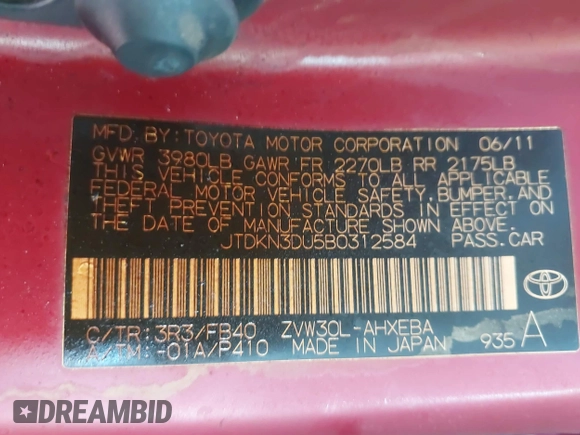 MFD. BY: TOYOTA MOTOR CORPORATION 06/11
GVWR 3980LB GAWR FR 2270LB RR 2175LB
THIS VEHICLE CONFORMS TO ALL APPLICABLE
FEDERAL MOTOR VEHICLE SAFETY, BUMPER, AND
THEFT PREVENTION STANDARDS IN EFFECT ON
THE DATE OF MANUFACTURE SHOWN ABOVE.
JTDKN3DU5B0312584 PASS.CAR
C/TR: 3R3/FB40 ZVW30L-AHXEBA
A/TM: -01A/P410 MADE IN JAPAN 935 A
TOYOTA
DREAMBID